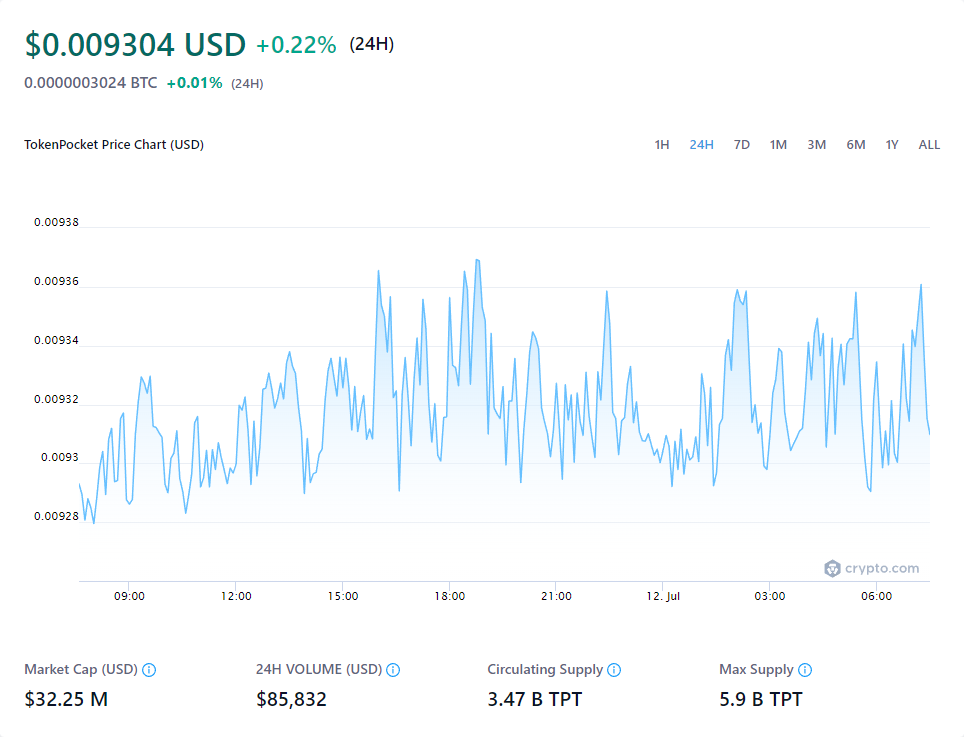 $0.009304 USD +0.22% (24H)
0.0000003024 BTC +0.01% (24H)
TokenPocket Price Chart (USD) 1H 24H 7D 1M 3M 6M 1Y ALL
0.00938
0.00936
0.00934
0.00932
0.0093
0.00928
crypto.com
09:00 12:00 15:00 18:00 21:00 12. Jul 03:00 06:00
Market Cap (USD) 24H VOLUME (USD) Circulating Supply Max Supply
$32.25 M $85,832 3.47 B TPT 5.9 B TPT